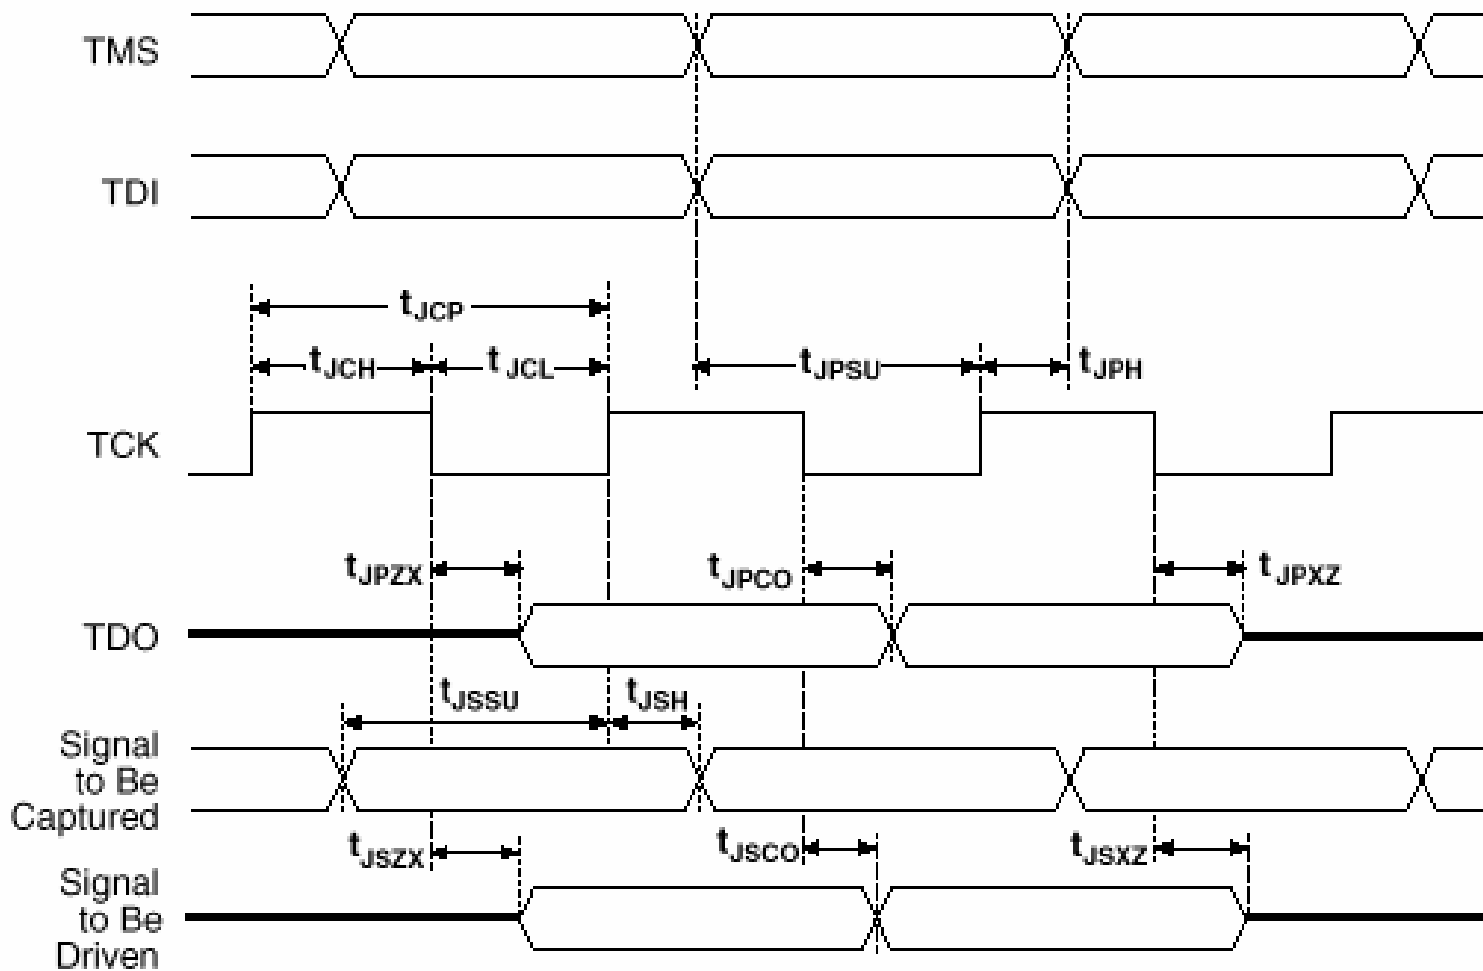 TMS
TDI
tJCP
tJCH
tJCL
tJPSU
tJPH
TCK
tJPZX
tJPCO
tJPXZ
TDO
tJSSU
tJSH
Signal
to Be
Captured
tJSZX
tJSCO
tJSXZ
Signal
to Be
Driven